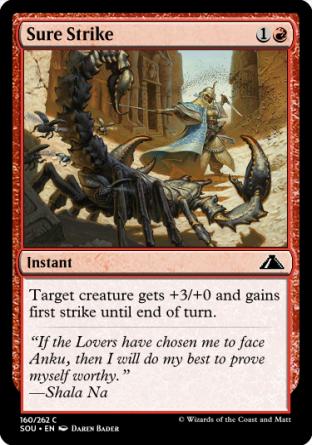 Sure Strike 1
Instant
Target creature gets +3/+0 and gains
first strike until end of turn.
“If the Lovers have chosen me to face
Anku, then I will do my best to prove
myself worthy.”
—Shala Na
160/262 C
SOU • EN DAREN BADER
© Wizards of the Coast and Matt